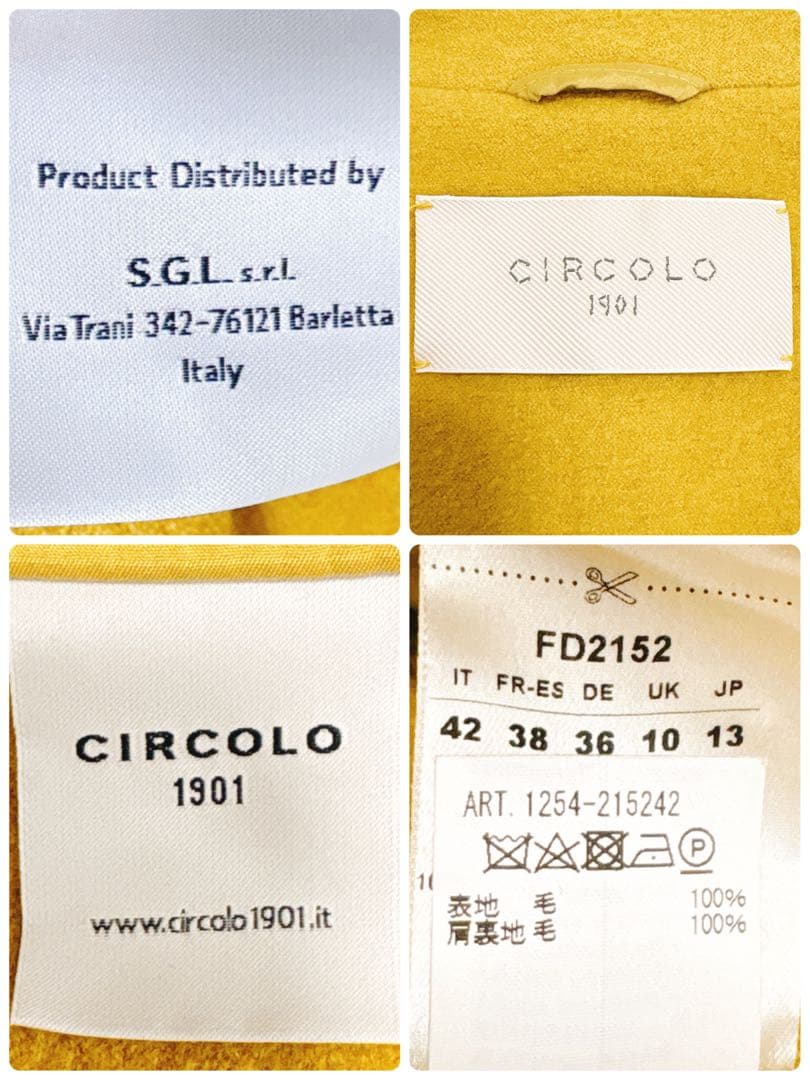 Product Distributed by
S.G.L. s.r.l.
Via Trani 342-76121 Barletta
Italy
CIRCOLO
1901
CIRCOLO
1901
www.circolo1901.it
FD2152
IT FR-ES DE UK JP
42 38 36 10 13
ART. 1254-215242
P
表地 毛 100%
肩裏地 毛 100%